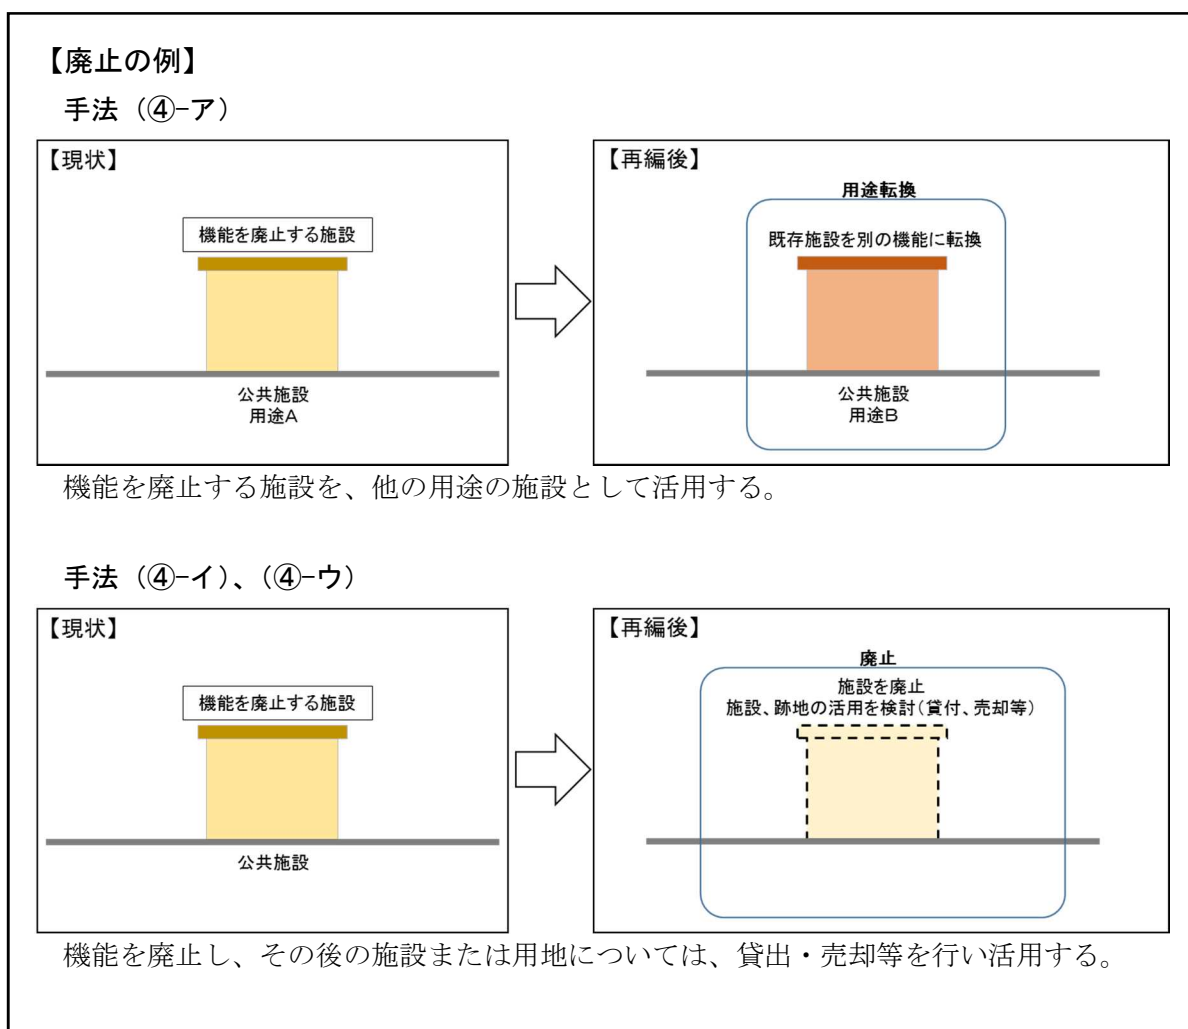 【廃止の例】
手法（④-ア）
【現状】
機能を廃止する施設
公共施設
用途A
【再編後】
用途転換
既存施設を別の機能に転換
公共施設
用途B
機能を廃止する施設を、他の用途の施設として活用する。
手法（④-イ）、（④-ウ）
【現状】
機能を廃止する施設
公共施設
【再編後】
廃止
施設を廃止
施設、跡地の活用を検討（貸付、売却等）
機能を廃止し、その後の施設または用地については、貸出・売却等を行い活用する。